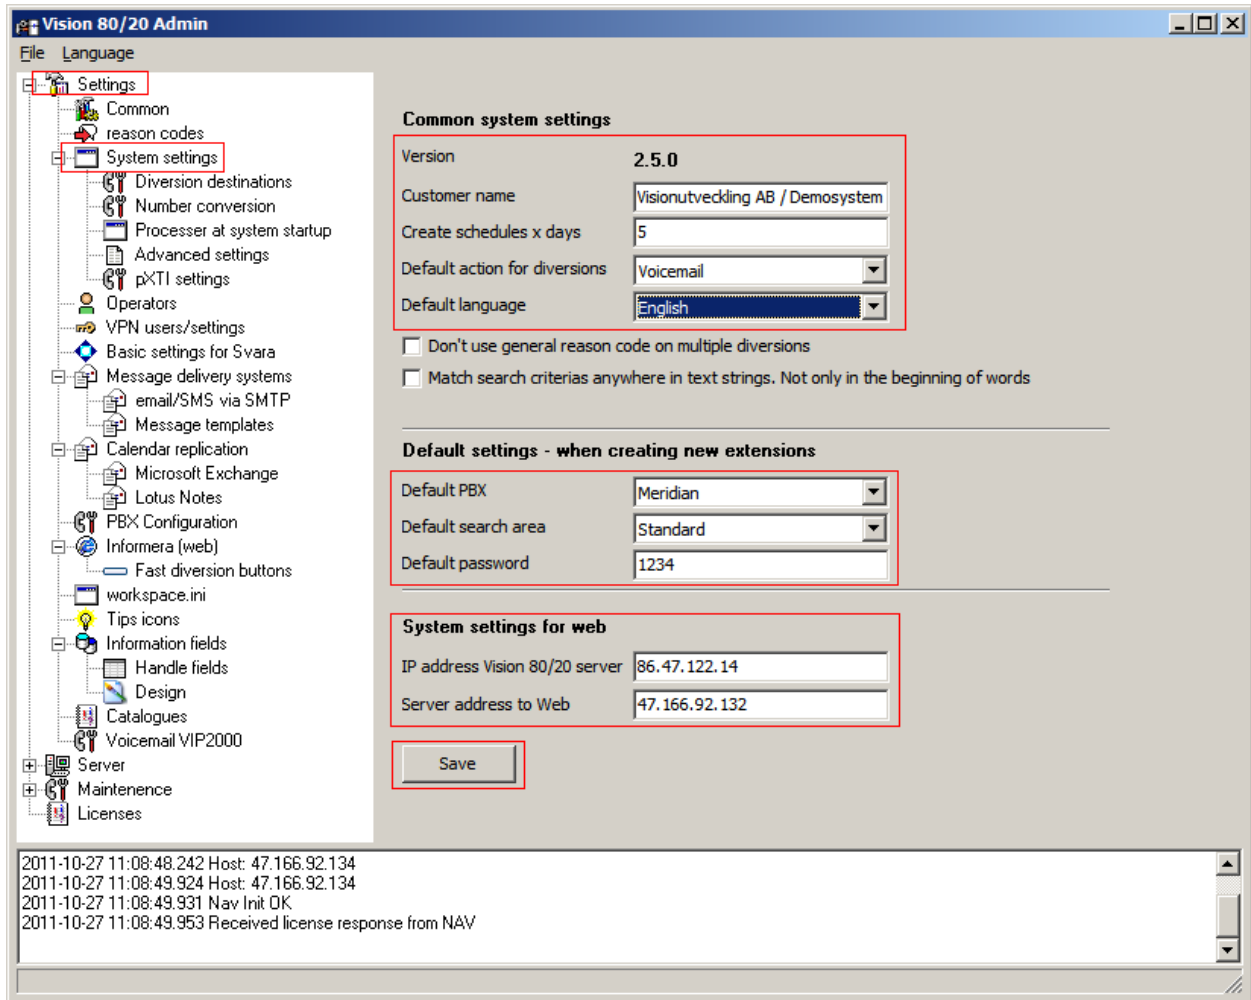 Vision 80/20 Admin
File Language
Settings
Common
reason codes
System settings
Diversion destinations
Number conversion
Processer at system startup
Advanced settings
pXTI settings
Operators
VPN users/settings
Basic settings for Svara
Message delivery systems
email/SMS via SMTP
Message templates
Calendar replication
Microsoft Exchange
Lotus Notes
PBX Configuration
Informera (web)
Fast diversion buttons
workspace.ini
Tips icons
Information fields
Handle fields
Design
Catalogues
Voicemail VIP2000
Server
Maintenence
Licenses
Common system settings
Version 2.5.0
Customer name Visionutveckling AB / Demosystem
Create schedules x days 5
Default action for diversions Voicemail
Default language English
Don't use general reason code on multiple diversions
Match search criterias anywhere in text strings. Not only in the beginning of words
Default settings - when creating new extensions
Default PBX Meridian
Default search area Standard
Default password 1234
System settings for web
IP address Vision 80/20 server 86.47.122.14
Server address to Web 47.166.92.132
Save
2011-10-27 11:08:48.242 Host: 47.166.92.134
2011-10-27 11:08:49.924 Host: 47.166.92.134
2011-10-27 11:08:49.931 Nav Init OK
2011-10-27 11:08:49.953 Received license response from NAV